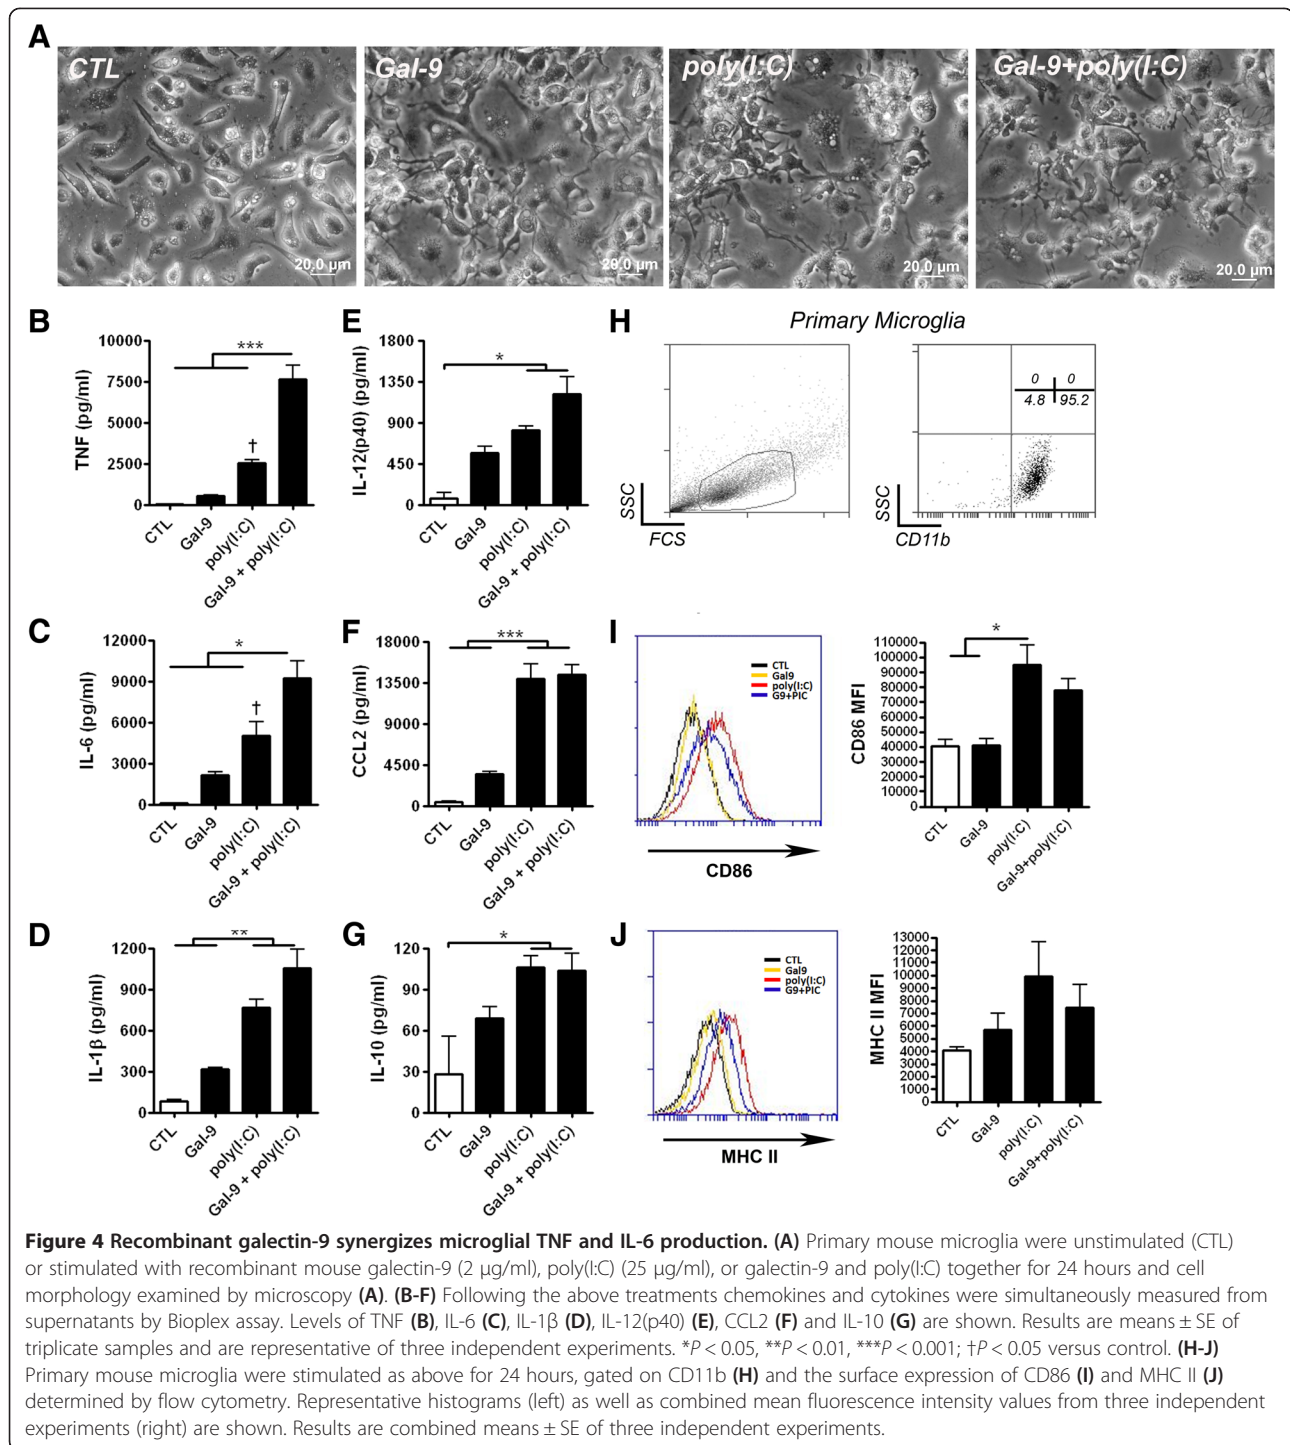 A
CTL
Gal-9
poly(I:C)
Gal-9+poly(I:C)
20.0 µm
20.0 µm
20.0 µm
20.0 µm
B
TNF (pg/ml)
10000
7500
5000
2500
0
***
†
CTL
Gal-9
poly(I:C)
Gal-9 + poly(I:C)
E
IL-12(p40) (pg/ml)
1800
1350
900
450
0
*
CTL
Gal-9
poly(I:C)
Gal-9 + poly(I:C)
H
Primary Microglia
SSC
FCS
0 0
4.8 95.2
SSC
CD11b
C
IL-6 (pg/ml)
12000
9000
6000
3000
0
*
†
CTL
Gal-9
poly(I:C)
Gal-9 + poly(I:C)
F
CCL2 (pg/ml)
18000
13500
9000
4500
0
***
CTL
Gal-9
poly(I:C)
Gal-9 + poly(I:C)
I
CTL
Gal9
poly(I:C)
G9+PIC
CD86
CD86 MFI
110000
100000
90000
80000
70000
60000
50000
40000
30000
20000
10000
0
*
CTL
Gal-9
poly(I:C)
Gal-9+poly(I:C)
D
IL-1β (pg/ml)
1200
900
600
300
0
**
CTL
Gal-9
poly(I:C)
Gal-9 + poly(I:C)
G
IL-10 (pg/ml)
120
90
60
30
0
*
CTL
Gal-9
poly(I:C)
Gal-9 + poly(I:C)
J
CTL
Gal9
poly(I:C)
G9+PIC
MHC II
MHC II MFI
13000
12000
11000
10000
9000
8000
7000
6000
5000
4000
3000
2000
1000
0
CTL
Gal-9
poly(I:C)
Gal-9+poly(I:C)
Figure 4 Recombinant galectin-9 synergizes microglial TNF and IL-6 production. (A) Primary mouse microglia were unstimulated (CTL)
or stimulated with recombinant mouse galectin-9 (2 µg/ml), poly(I:C) (25 µg/ml), or galectin-9 and poly(I:C) together for 24 hours and cell
morphology examined by microscopy (A). (B-F) Following the above treatments chemokines and cytokines were simultaneously measured from
supernatants by Bioplex assay. Levels of TNF (B), IL-6 (C), IL-1β (D), IL-12(p40) (E), CCL2 (F) and IL-10 (G) are shown. Results are means ± SE of
triplicate samples and are representative of three independent experiments. *P < 0.05, **P < 0.01, ***P < 0.001; †P < 0.05 versus control. (H-J)
Primary mouse microglia were stimulated as above for 24 hours, gated on CD11b (H) and the surface expression of CD86 (I) and MHC II (J)
determined by flow cytometry. Representative histograms (left) as well as combined mean fluorescence intensity values from three independent
experiments (right) are shown. Results are combined means ± SE of three independent experiments.